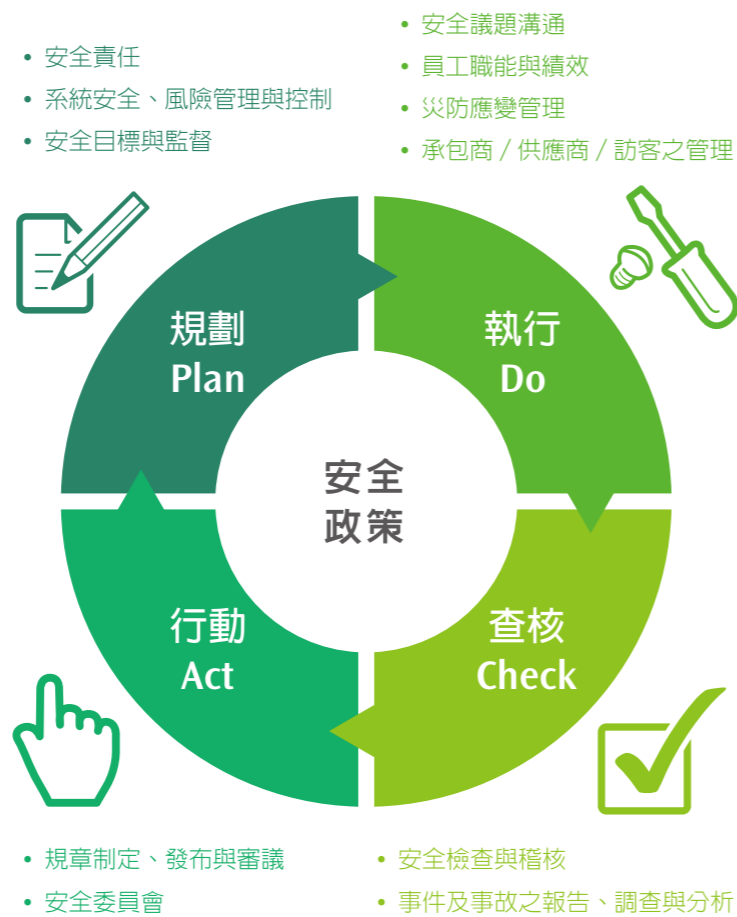 • 安全責任
• 系統安全、風險管理與控制
• 安全目標與監督
• 安全議題溝通
• 員工職能與績效
• 災防應變管理
• 承包商 / 供應商 / 訪客之管理
規劃
Plan
執行
Do
安全
政策
行動
Act
查核
Check
• 規章制定、發布與審議
• 安全委員會
• 安全檢查與稽核
• 事件及事故之報告、調查與分析